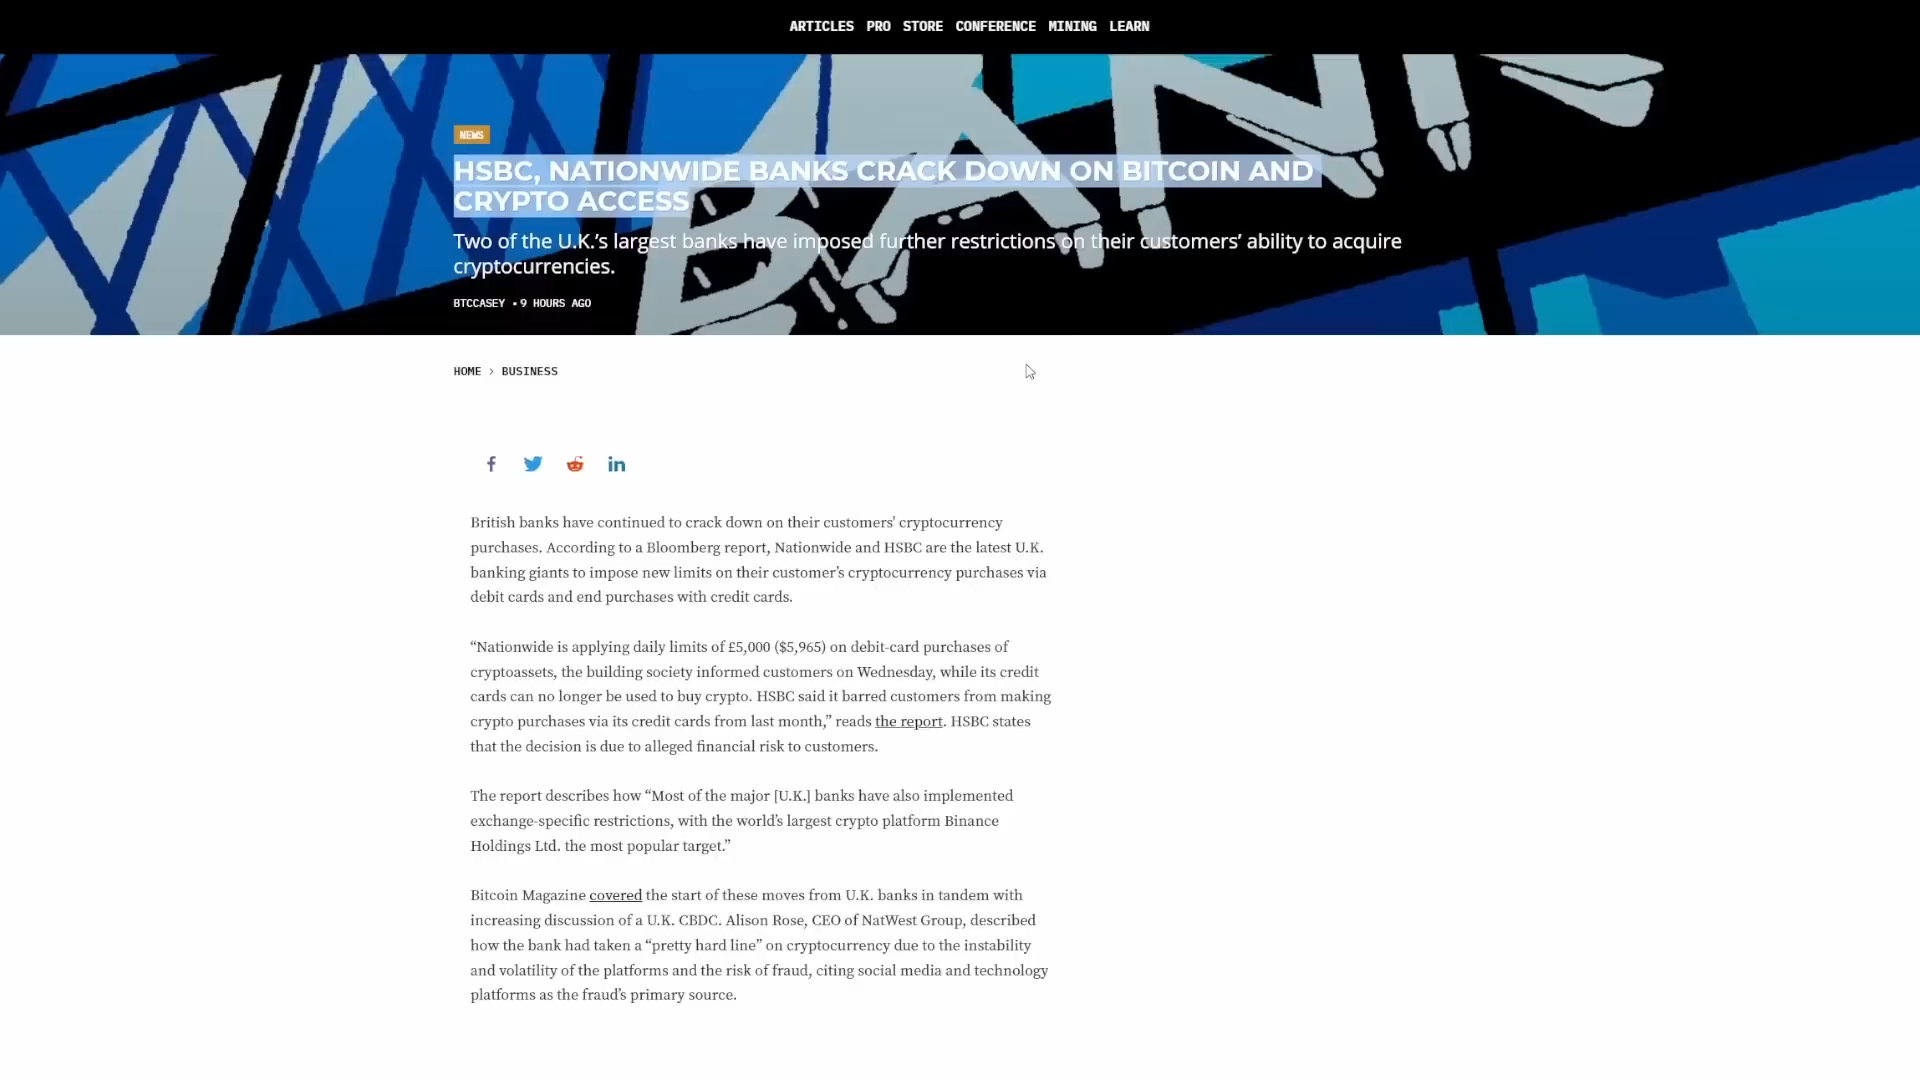 ARTICLES PRO STORE CONFERENCE MINING LEARN
BANK
NEWS
HSBC, NATIONWIDE BANKS CRACK DOWN ON BITCOIN AND
CRYPTO ACCESS
Two of the U.K.’s largest banks have imposed further restrictions on their customers’ ability to acquire
cryptocurrencies.
BTCCASEY • 9 HOURS AGO
HOME › BUSINESS
British banks have continued to crack down on their customers' cryptocurrency
purchases. According to a Bloomberg report, Nationwide and HSBC are the latest U.K.
banking giants to impose new limits on their customer’s cryptocurrency purchases via
debit cards and end purchases with credit cards.
“Nationwide is applying daily limits of £5,000 ($5,965) on debit-card purchases of
cryptoassets, the building society informed customers on Wednesday, while its credit
cards can no longer be used to buy crypto. HSBC said it barred customers from making
crypto purchases via its credit cards from last month,” reads the report. HSBC states
that the decision is due to alleged financial risk to customers.
The report describes how “Most of the major [U.K.] banks have also implemented
exchange-specific restrictions, with the world’s largest crypto platform Binance
Holdings Ltd. the most popular target.”
Bitcoin Magazine covered the start of these moves from U.K. banks in tandem with
increasing discussion of a U.K. CBDC. Alison Rose, CEO of NatWest Group, described
how the bank had taken a “pretty hard line” on cryptocurrency due to the instability
and volatility of the platforms and the risk of fraud, citing social media and technology
platforms as the fraud’s primary source.